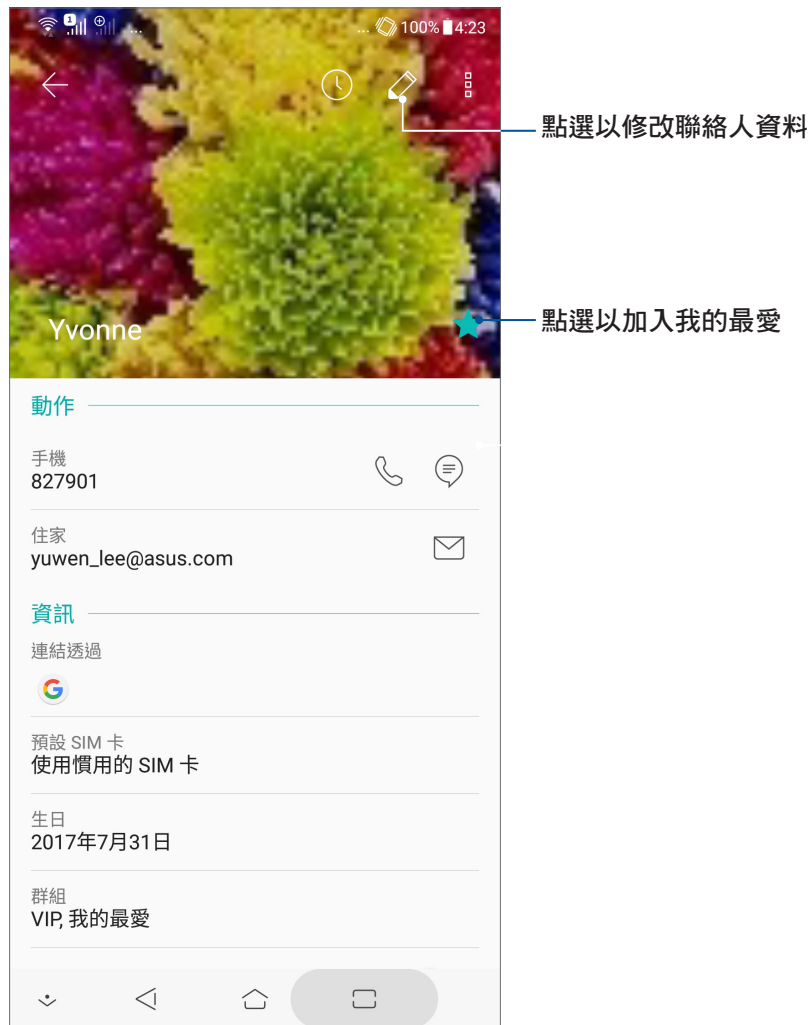 1 ... ... 100% 4:23
點選以修改聯絡人資料
Yvonne
點選以加入我的最愛
動作
手機
827901
住家
yuwen_lee@asus.com
資訊
連結透過
G
預設 SIM 卡
使用慣用的 SIM 卡
生日
2017年7月31日
群組
VIP, 我的最愛